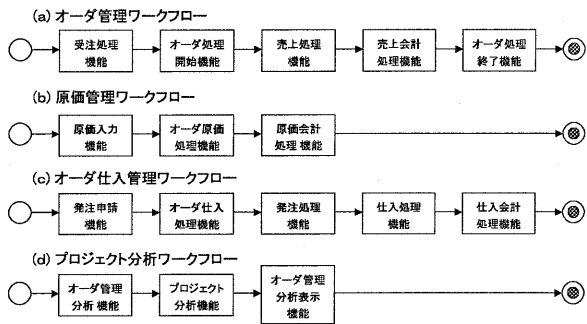 (a) オーダ管理ワークフロー
受注処理
機能
オーダ処理
開始機能
売上処理
機能
売上会計
処理機能
オーダ処理
終了機能
(b) 原価管理ワークフロー
原価入力
機能
オーダ原価
処理機能
原価会計
処理 機能
(c) オーダ仕入管理ワークフロー
発注申請
機能
オーダ仕入
処理機能
発注処理
機能
仕入処理
機能
仕入会計
処理機能
(d) プロジェクト分析ワークフロー
オーダ管理
分析 機能
プロジェクト
分析機能
オーダ管理
分析表示
機能